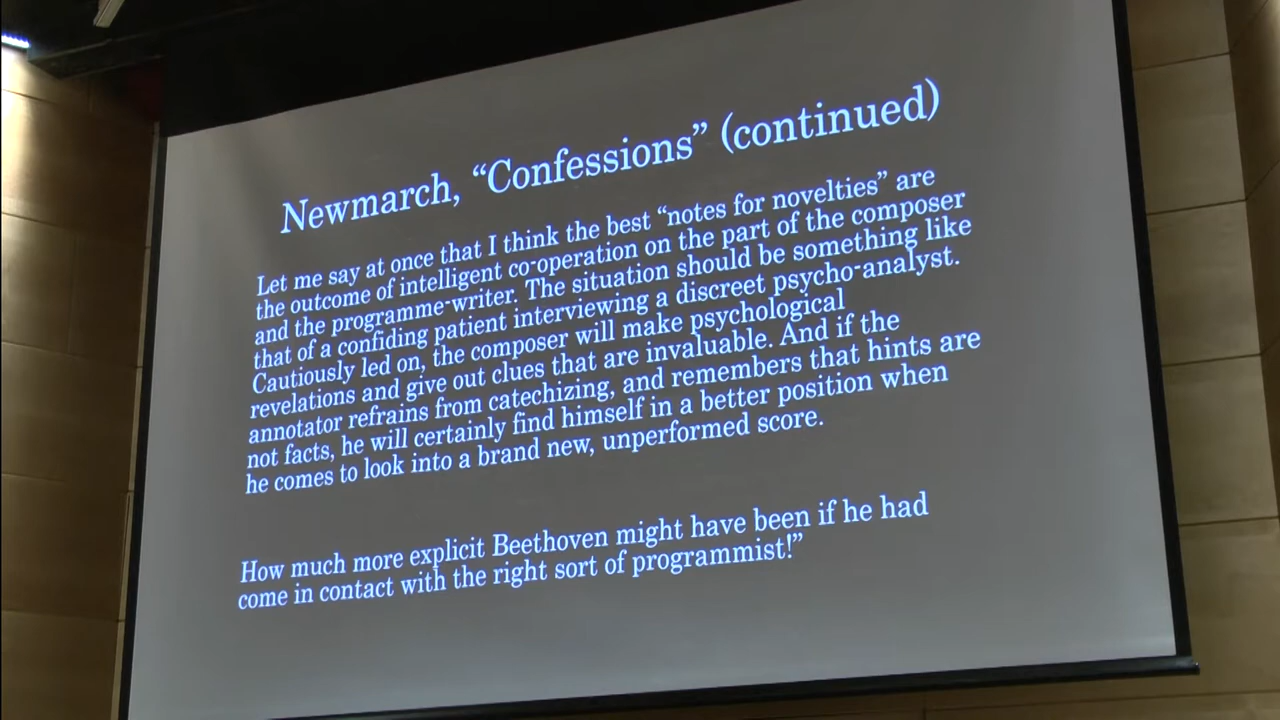 Newmarch, “Confessions” (continued)
Let me say at once that I think the best “notes for novelties” are
the outcome of intelligent co-operation on the part of the composer
and the programme-writer. The situation should be something like
that of a confiding patient interviewing a discreet psycho-analyst.
Cautiously led on, the composer will make psychological
revelations and give out clues that are invaluable. And if the
annotator refrains from catechizing, and remembers that hints are
not facts, he will certainly find himself in a better position when
he comes to look into a brand new, unperformed score.
How much more explicit Beethoven might have been if he had
come in contact with the right sort of programmist!”